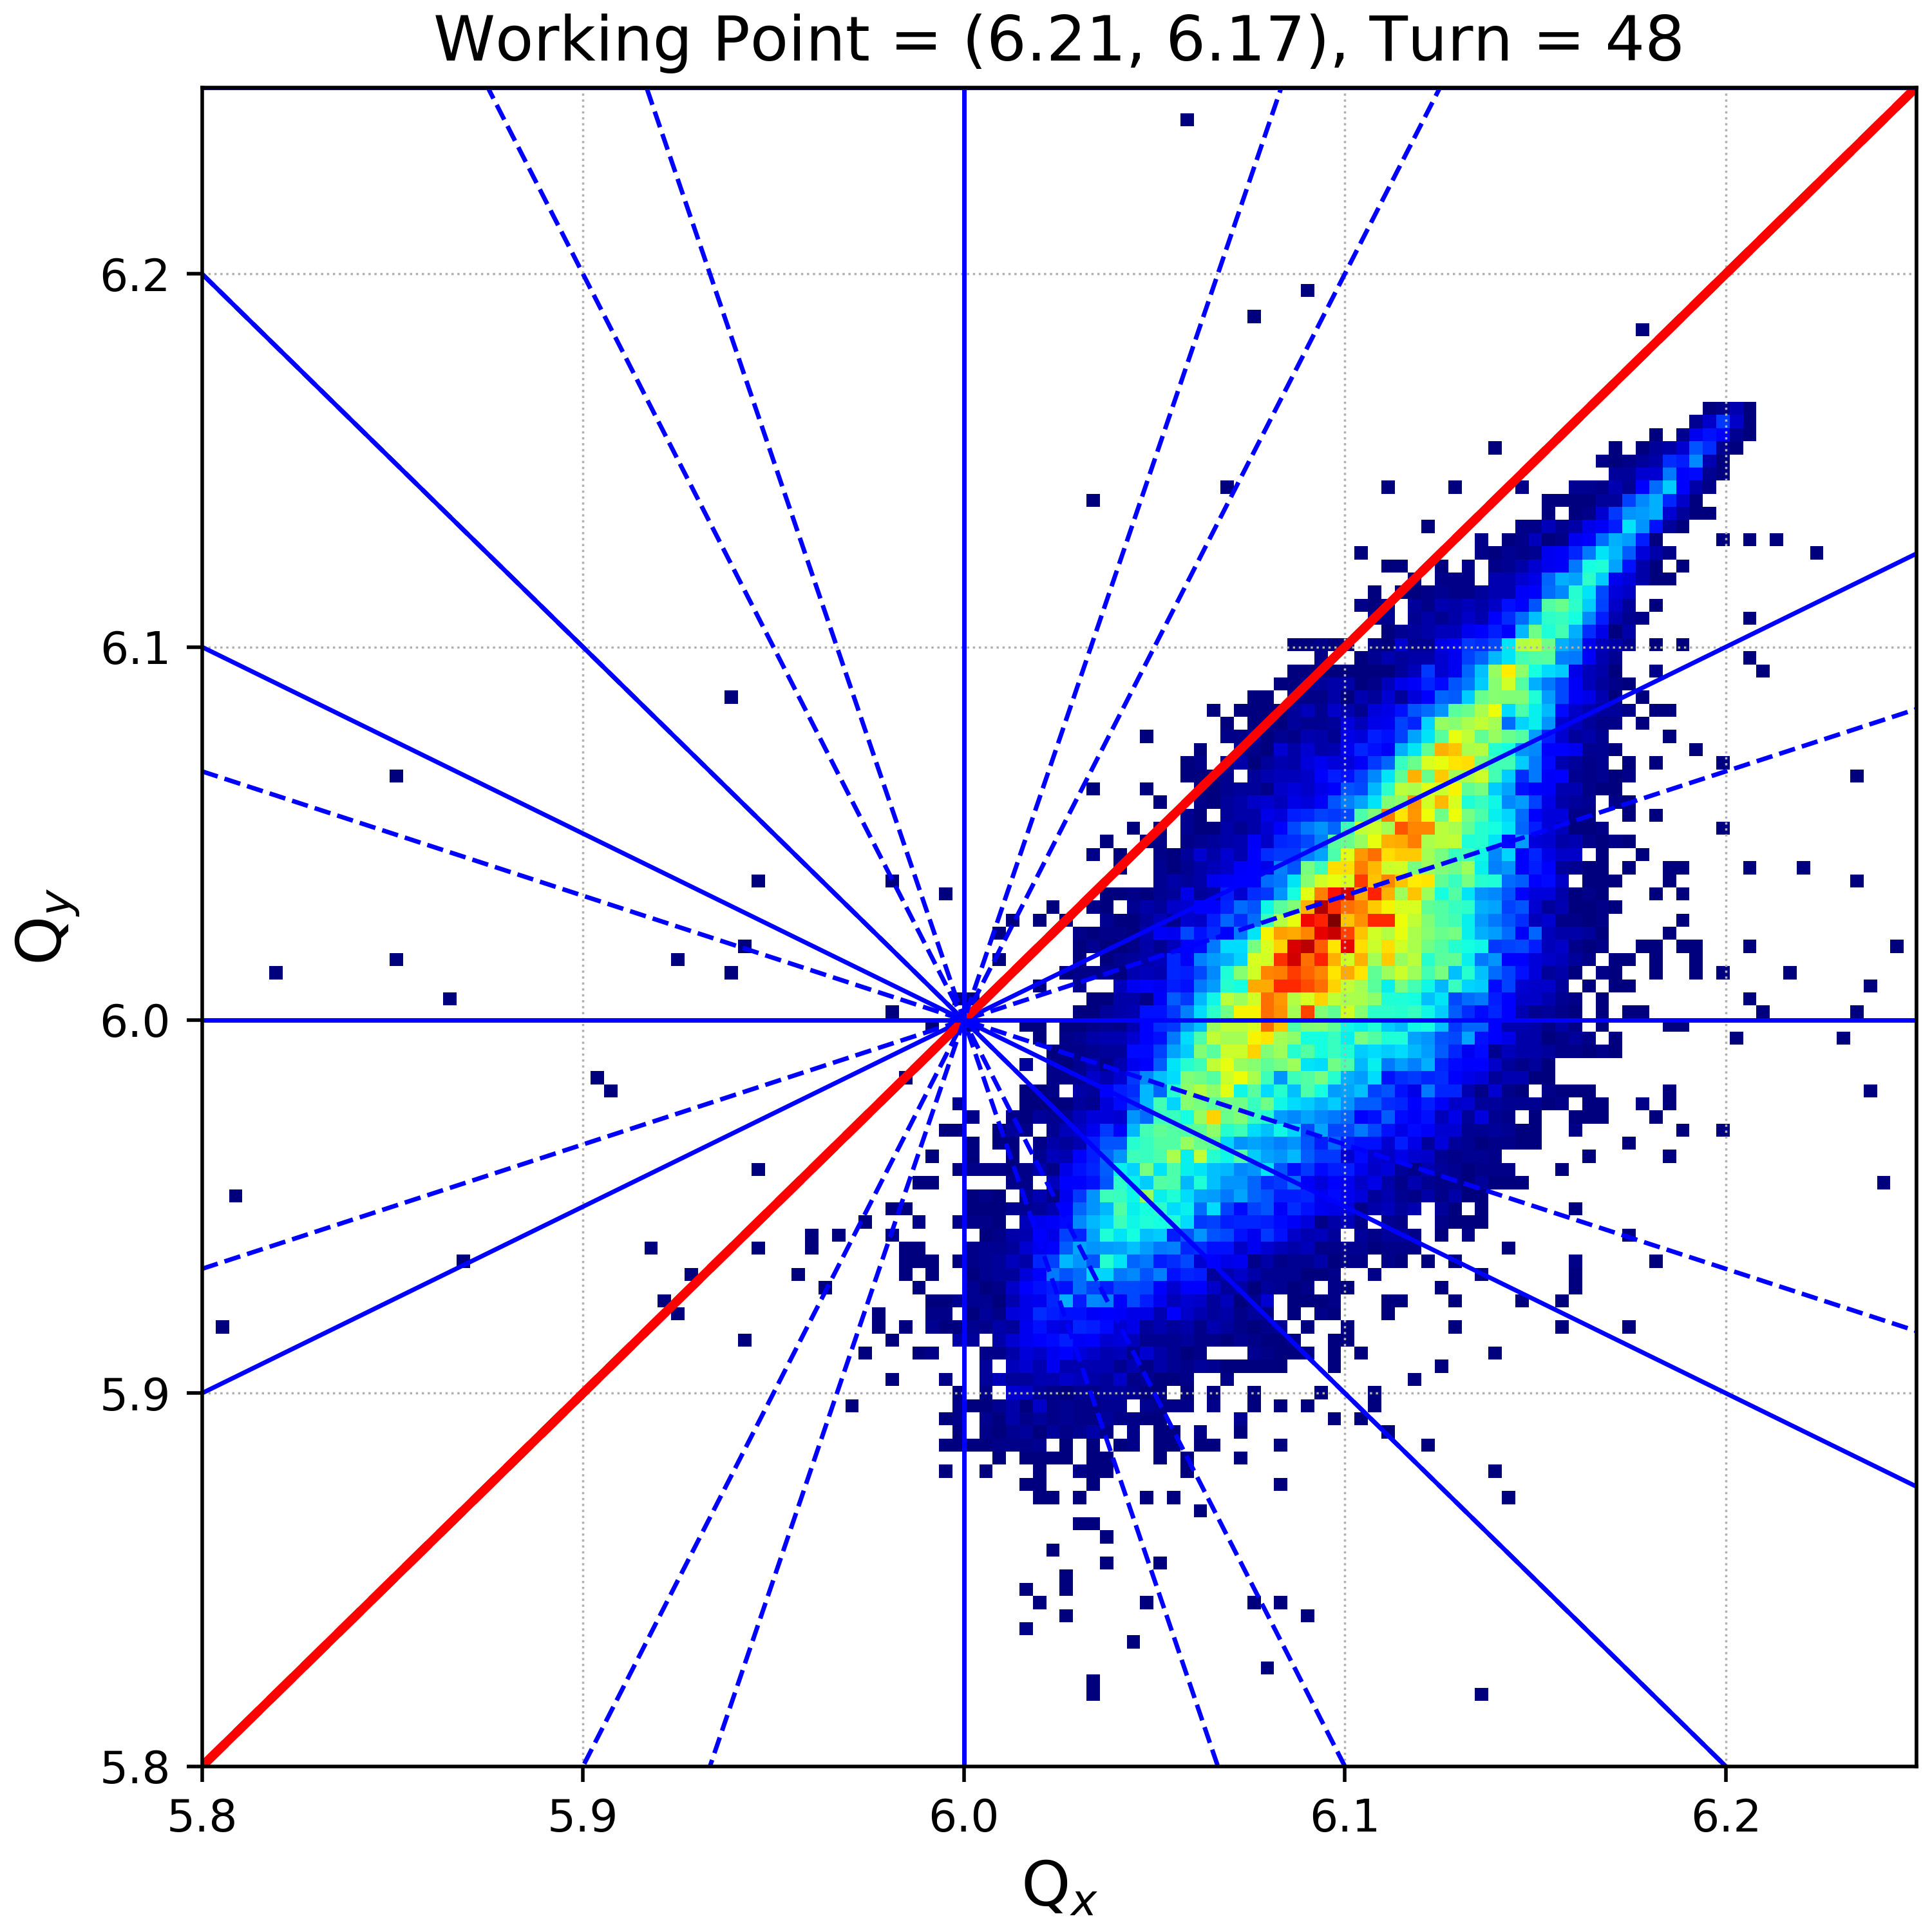 Working Point = (6.21, 6.17), Turn = 48
6.2
6.1
6.0
5.9
5.8
Qy
5.8 5.9 6.0 6.1 6.2
Qx